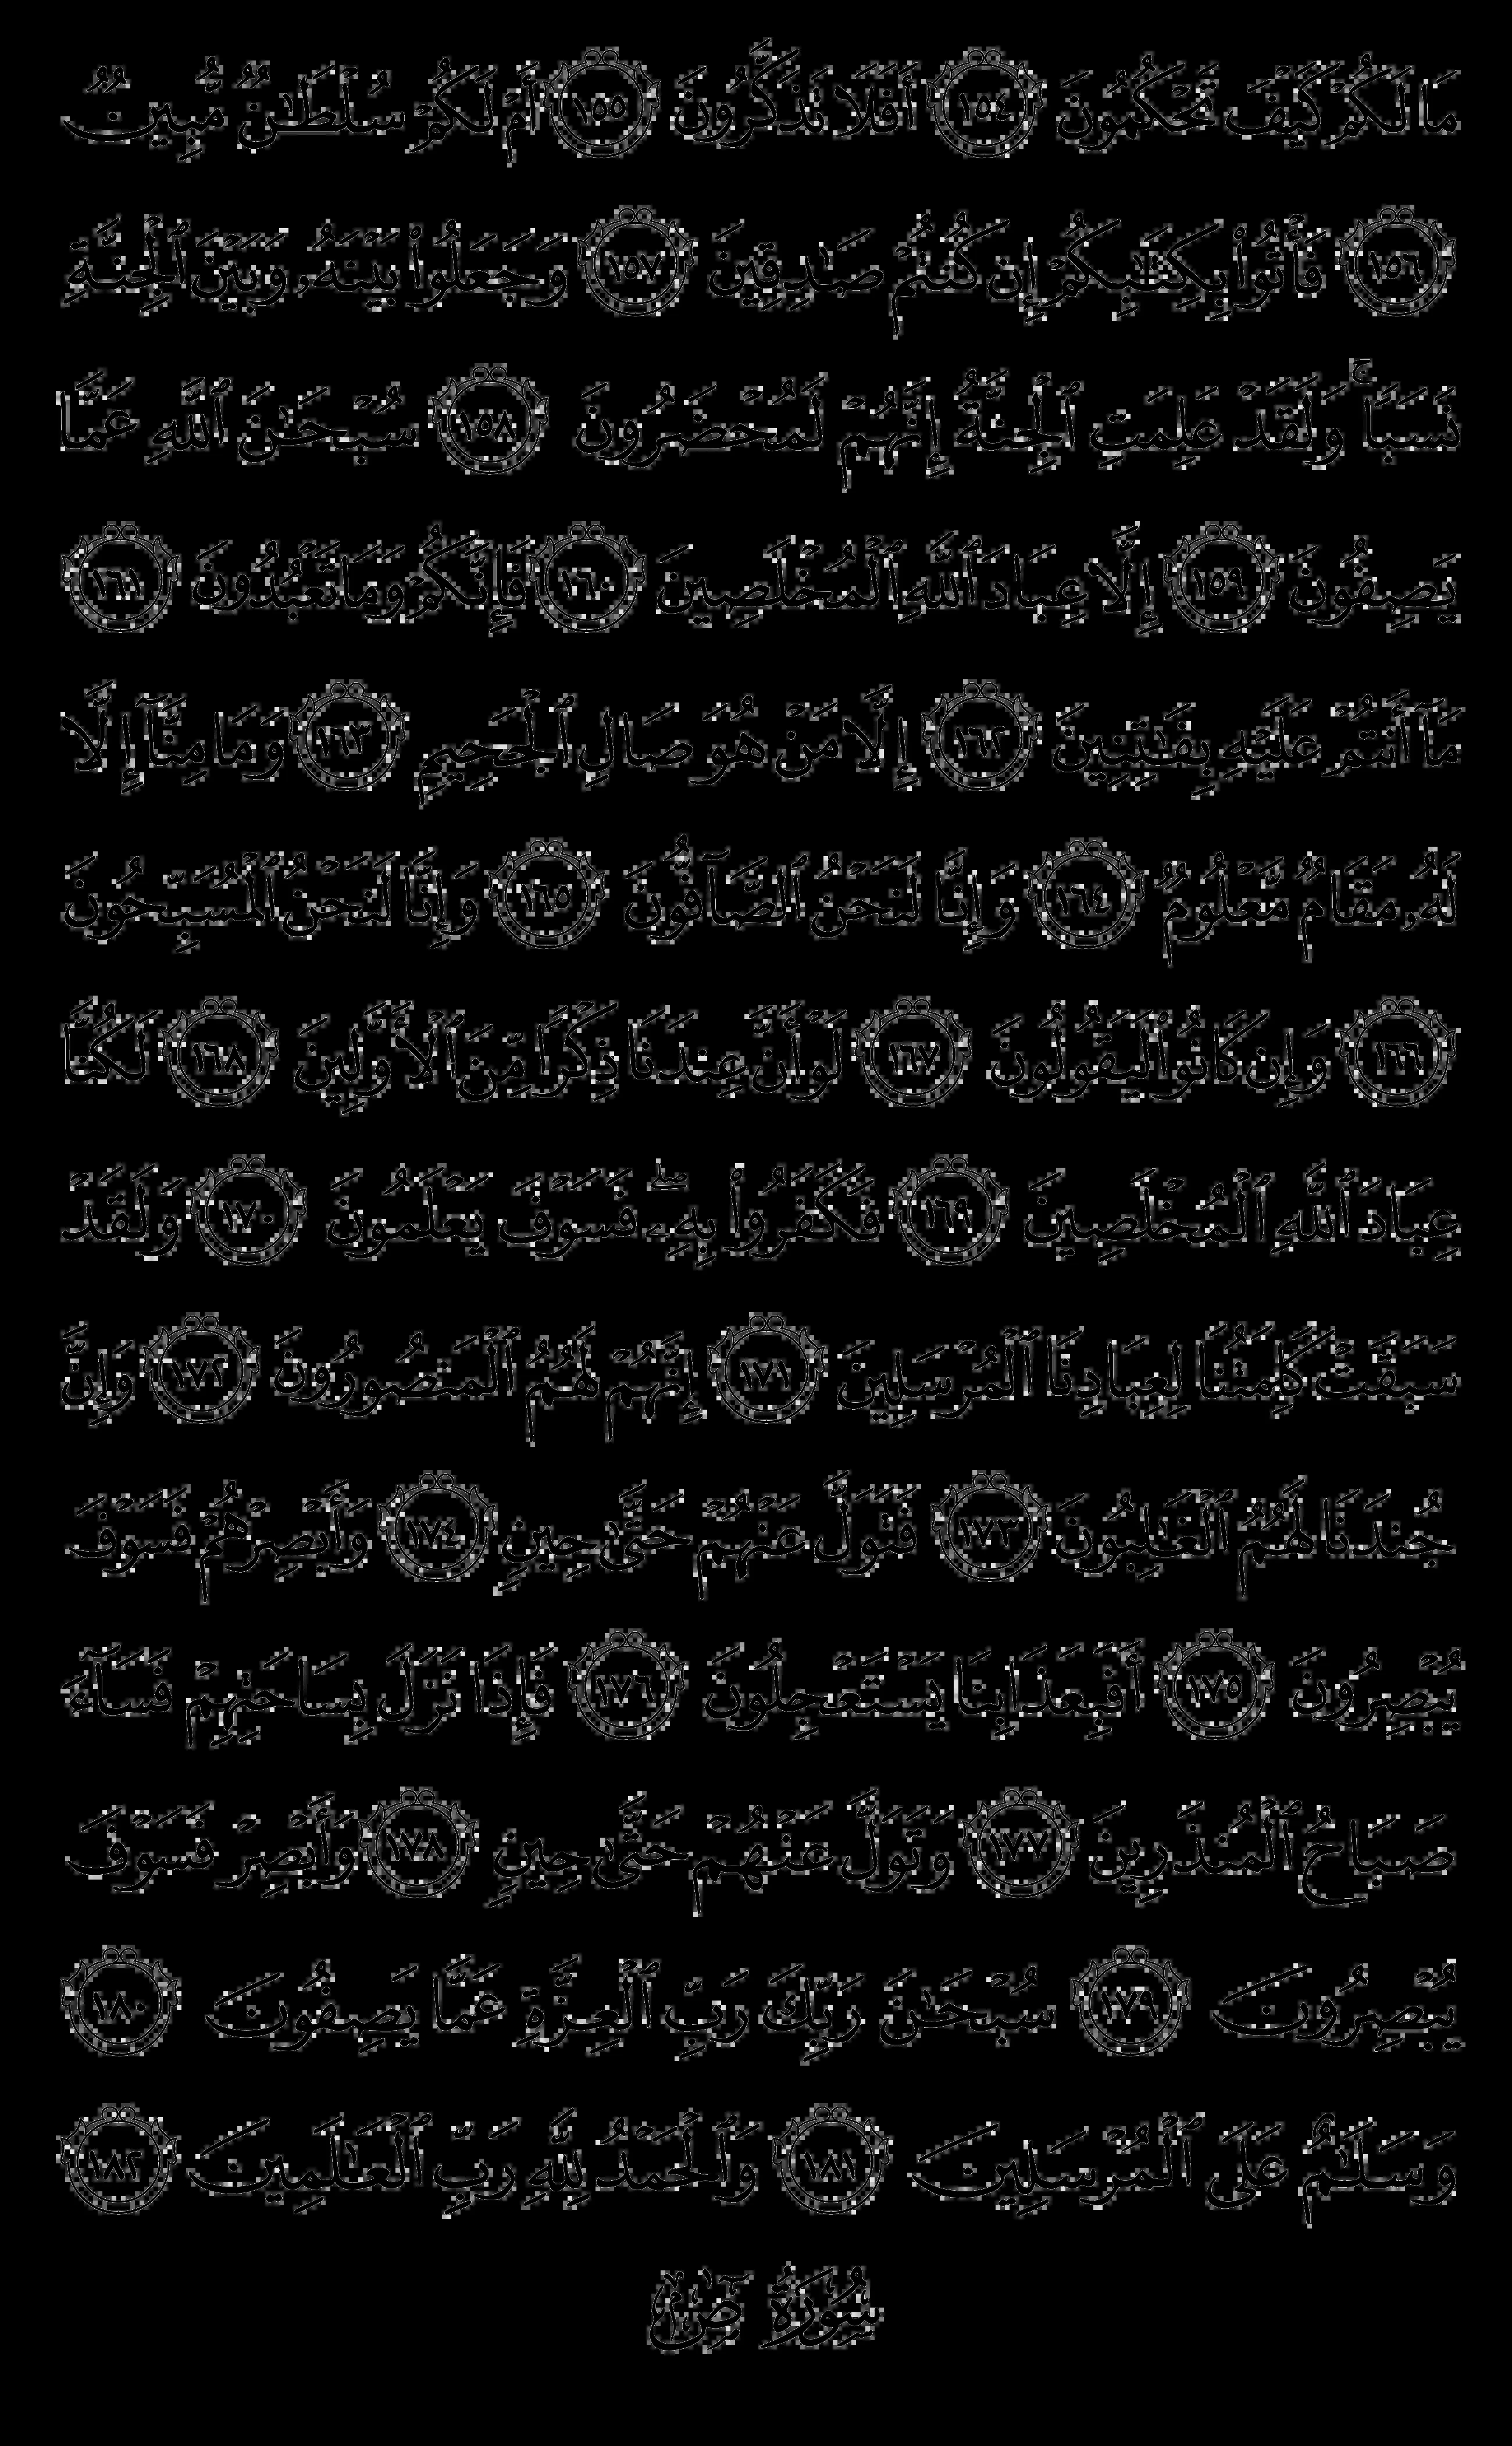 مَا لَكُمْ كَيْفَ تَحْكُمُونَ ١٥٤ أَفَلَا تَذَكَّرُونَ ١٥٥ أَمْ لَكُمْ سُلْطَٰنٌ مُّبِينٌ
١٥٦ فَأْتُوا۟ بِكِتَٰبِكُمْ إِن كُنتُمْ صَٰدِقِينَ ١٥٧ وَجَعَلُوا۟ بَيْنَهُۥ وَبَيْنَ ٱلْجِنَّةِ
نَسَبًا ۚ وَلَقَدْ عَلِمَتِ ٱلْجِنَّةُ إِنَّهُمْ لَمُحْضَرُونَ ١٥٨ سُبْحَٰنَ ٱللَّهِ عَمَّا
يَصِفُونَ ١٥٩ إِلَّا عِبَادَ ٱللَّهِ ٱلْمُخْلَصِينَ ١٦٠ فَإِنَّكُمْ وَمَا تَعْبُدُونَ ١٦١
مَآ أَنتُمْ عَلَيْهِ بِفَٰتِنِينَ ١٦٢ إِلَّا مَنْ هُوَ صَالِ ٱلْجَحِيمِ ١٦٣ وَمَا مِنَّآ إِلَّا
لَهُۥ مَقَامٌ مَّعْلُومٌ ١٦٤ وَإِنَّا لَنَحْنُ ٱلصَّآفُّونَ ١٦٥ وَإِنَّا لَنَحْنُ ٱلْمُسَبِّحُونَ
١٦٦ وَإِن كَانُوا۟ لَيَقُولُونَ ١٦٧ لَوْ أَنَّ عِندَنَا ذِكْرًا مِّنَ ٱلْأَوَّلِينَ ١٦٨ لَكُنَّا
عِبَادَ ٱللَّهِ ٱلْمُخْلَصِينَ ١٦٩ فَكَفَرُوا۟ بِهِۦ ۖ فَسَوْفَ يَعْلَمُونَ ١٧٠ وَلَقَدْ
سَبَقَتْ كَلِمَتُنَا لِعِبَادِنَا ٱلْمُرْسَلِينَ ١٧١ إِنَّهُمْ لَهُمُ ٱلْمَنصُورُونَ ١٧٢ وَإِنَّ
جُندَنَا لَهُمُ ٱلْغَٰلِبُونَ ١٧٣ فَتَوَلَّ عَنْهُمْ حَتَّىٰ حِينٍ ١٧٤ وَأَبْصِرْهُمْ فَسَوْفَ
يُبْصِرُونَ ١٧٥ أَفَبِعَذَابِنَا يَسْتَعْجِلُونَ ١٧٦ فَإِذَا نَزَلَ بِسَاحَتِهِمْ فَسَآءَ
صَبَاحُ ٱلْمُنذَرِينَ ١٧٧ وَتَوَلَّ عَنْهُمْ حَتَّىٰ حِينٍ ١٧٨ وَأَبْصِرْ فَسَوْفَ
يُبْصِرُونَ ١٧٩ سُبْحَٰنَ رَبِّكَ رَبِّ ٱلْعِزَّةِ عَمَّا يَصِفُونَ ١٨٠
وَسَلَٰمٌ عَلَى ٱلْمُرْسَلِينَ ١٨١ وَٱلْحَمْدُ لِلَّهِ رَبِّ ٱلْعَٰلَمِينَ ١٨٢
سُورَةُ صٓ